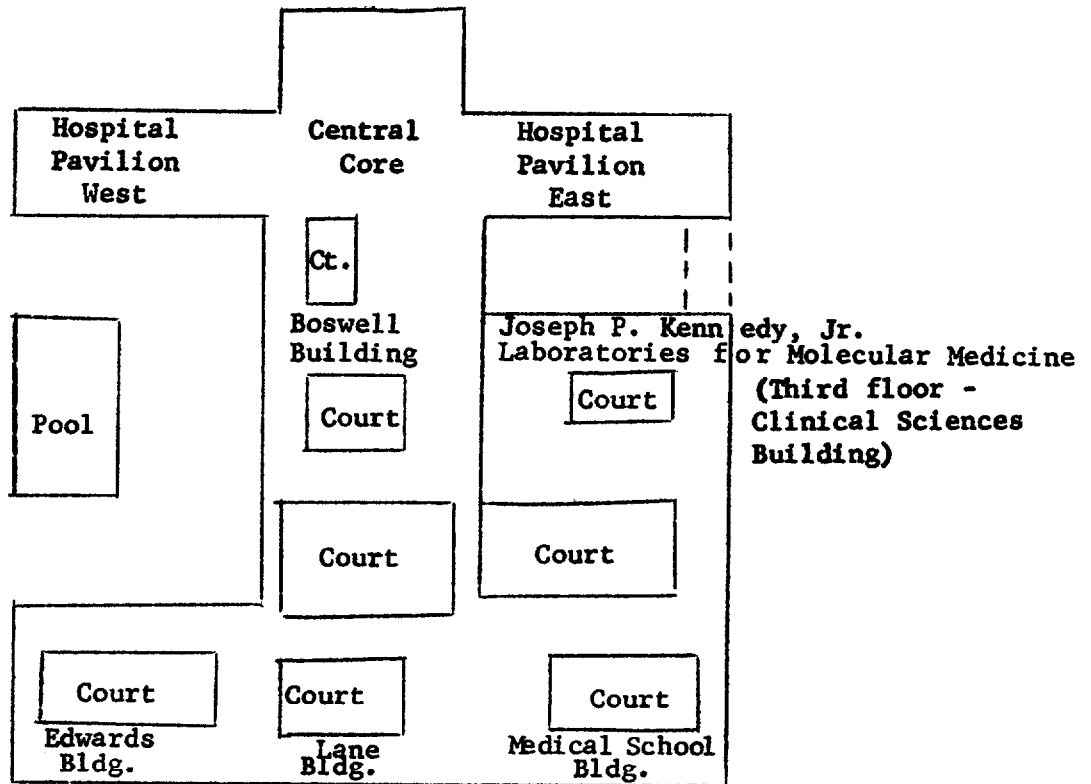 Hospital
Pavilion
West
Central
Core
Hospital
Pavilion
East
Ct.
Boswell
Building
Joseph P. Kennedy, Jr.
Laboratories for Molecular Medicine
(Third floor -
Clinical Sciences
Building)
Pool
Court
Court
Court
Court
Court
Court
Court
Edwards
Bldg.
Lane
Bldg.
Medical School
Bldg.